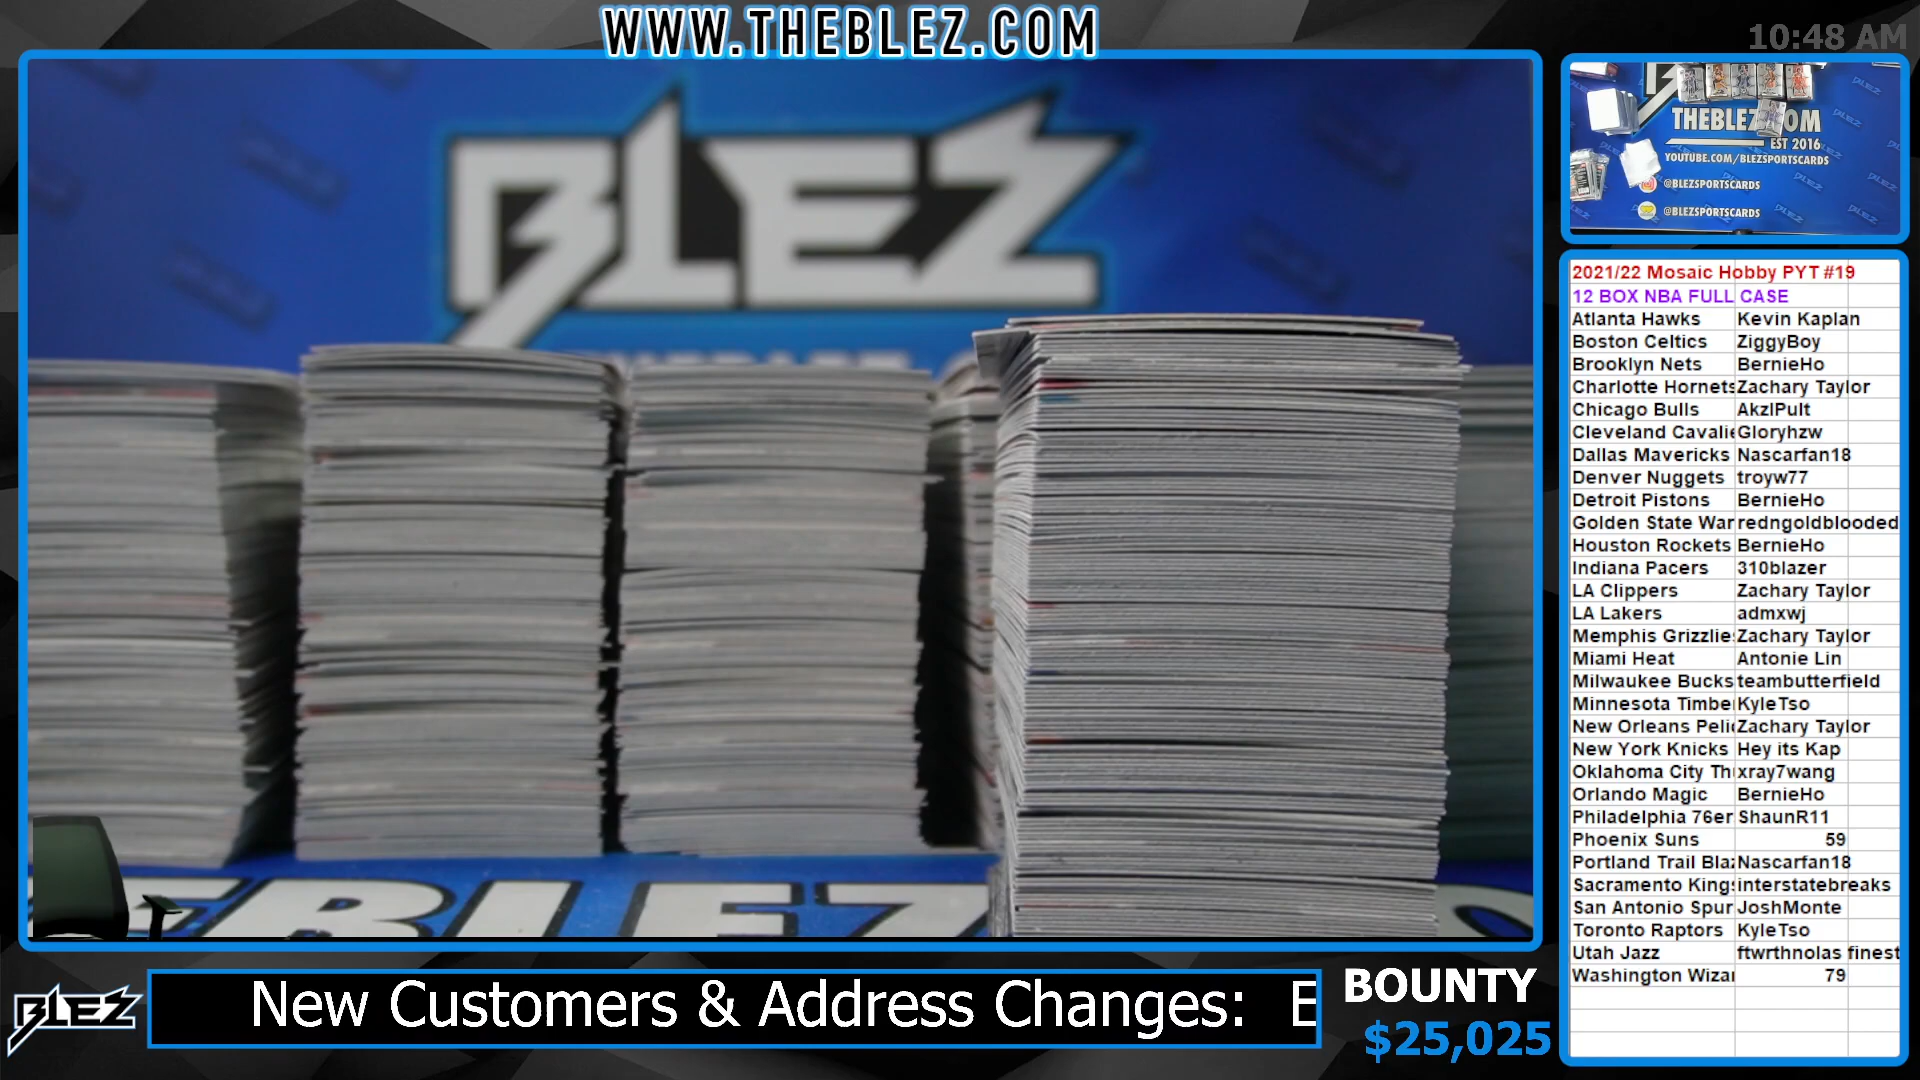 WWW.THEBLEZ.COM
10:48 AM
BLEZ
THEBLEZ.COM
EST 2016
YOUTUBE.COM/BLEZSPORTSCARDS
@BLEZSPORTSCARDS
@BLEZSPORTSCARDS
2021/22 Mosaic Hobby PYT #19
12 BOX NBA FULL CASE
Atlanta Hawks Kevin Kaplan
Boston Celtics ZiggyBoy
Brooklyn Nets BernieHo
Charlotte Hornets Zachary Taylor
Chicago Bulls AkzlPult
Cleveland Cavalie Gloryhzw
Dallas Mavericks Nascarfan18
Denver Nuggets troyw77
Detroit Pistons BernieHo
Golden State War redngoldblooded
Houston Rockets BernieHo
Indiana Pacers 310blazer
LA Clippers Zachary Taylor
LA Lakers admxwj
Memphis Grizzlies Zachary Taylor
Miami Heat Antonie Lin
Milwaukee Bucks teambutterfield
Minnesota Timbe KyleTso
New Orleans Peli Zachary Taylor
New York Knicks Hey its Kap
Oklahoma City Th xray7wang
Orlando Magic BernieHo
Philadelphia 76er ShaunR11
Phoenix Suns 59
Portland Trail Blaz Nascarfan18
Sacramento Kings interstatebreaks
San Antonio Spur JoshMonte
Toronto Raptors KyleTso
Utah Jazz ftwrthnolas finest
Washington Wizar 79
BLEZ
New Customers & Address Changes: E
BOUNTY
$25,025